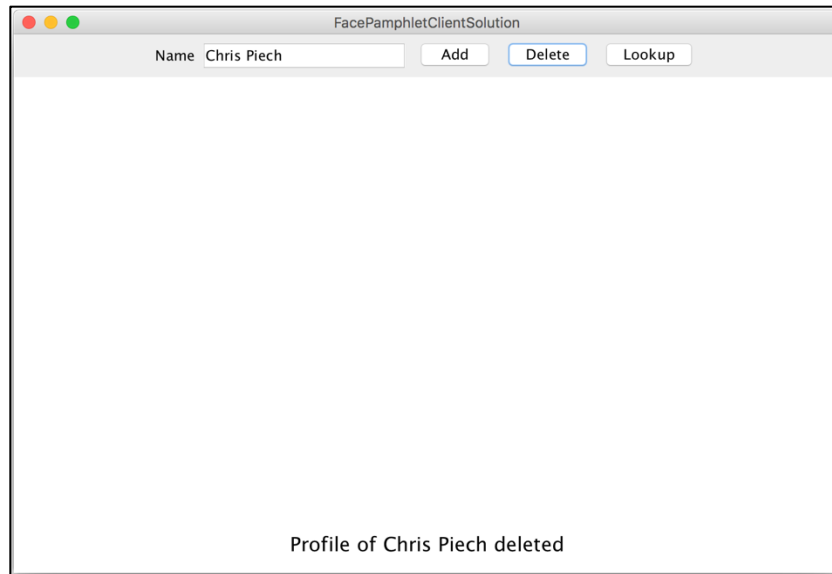 FacePamphletClientSolution
Name Chris Piech Add Delete Lookup
Profile of Chris Piech deleted